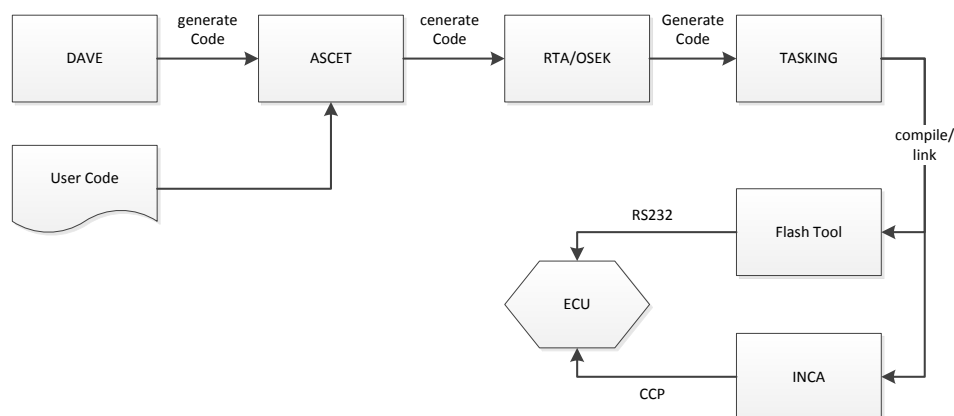 generate
Code
cenerate
Code
Generate
Code
DAVE
ASCET
RTA/OSEK
TASKING
compile/
link
User Code
RS232
Flash Tool
ECU
INCA
CCP